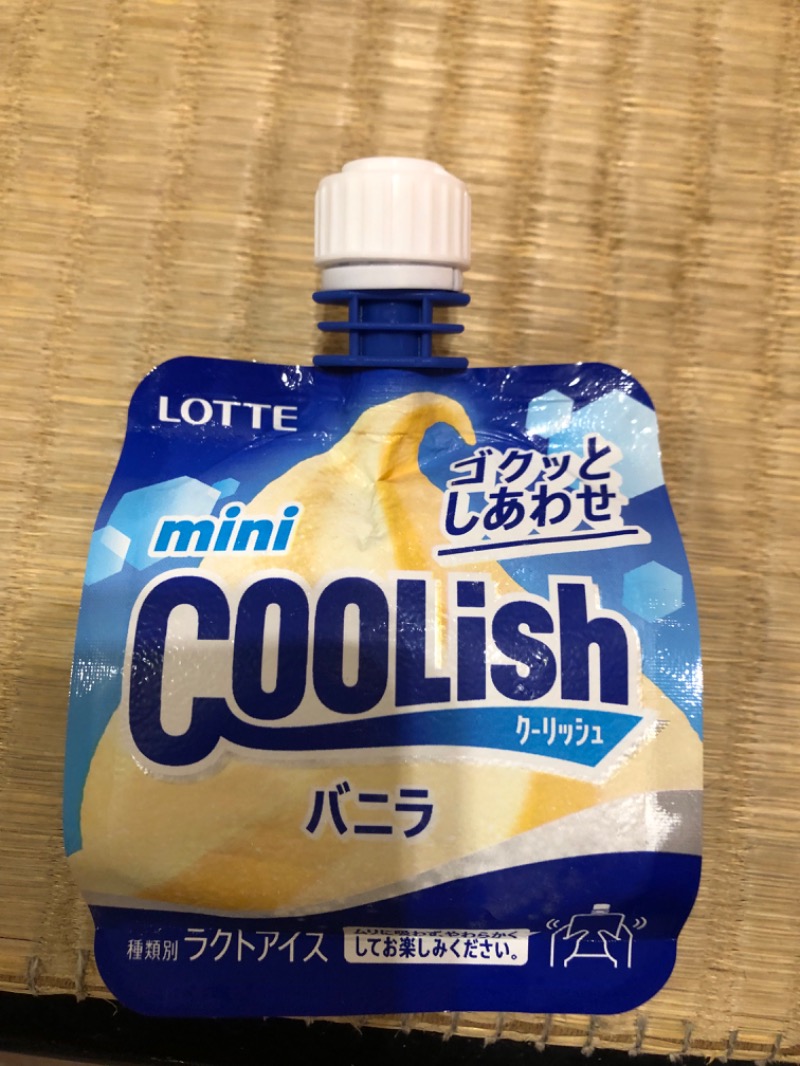 LOTTE
ゴクッと
しあわせ
mini
COOLish
クーリッシュ
バニラ
種類別 ラクトアイス
ムリに吸わず、やわらかく
してお楽しみください。